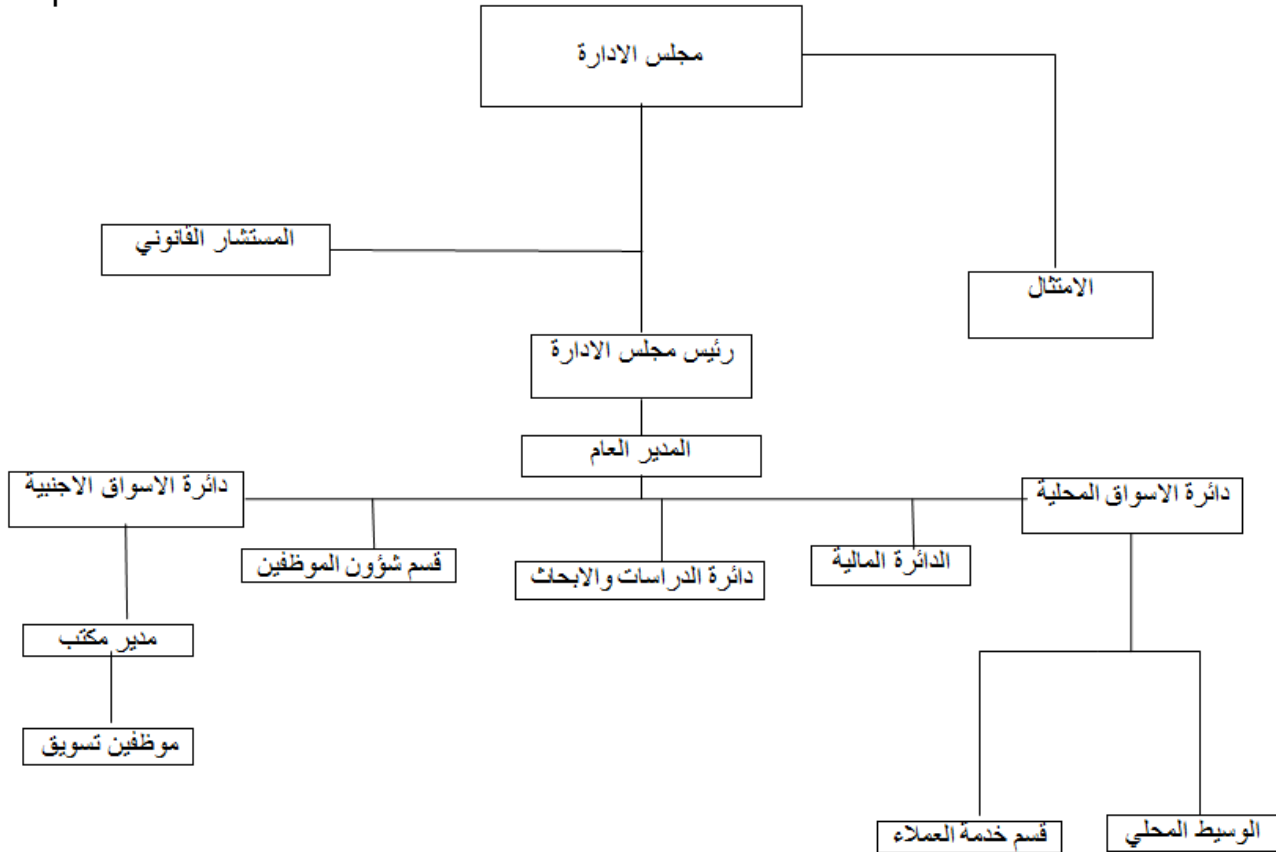 مجلس الادارة
المستشار القانوني
الامتثال
رئيس مجلس الادارة
المدير العام
دائرة الاسواق المحلية
دائرة الاسواق الاجنبية
الدائرة المالية
دائرة الدراسات والابحاث
قسم شؤون الموظفين
مدير مكتب
موظفين تسويق
الوسيط المحلي
قسم خدمة العملاء